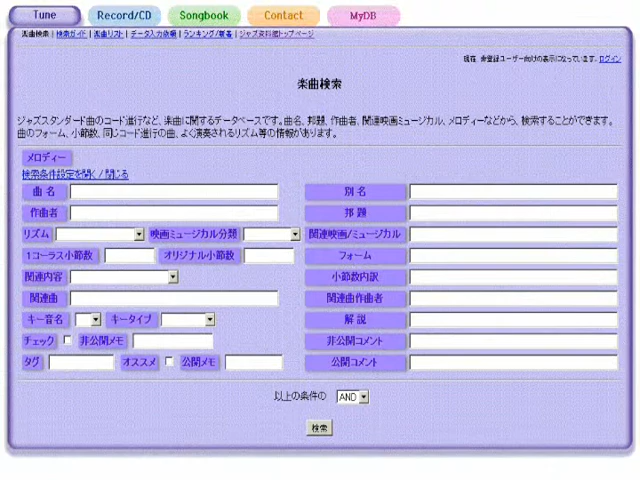 Tune Record/CD Songbook Contact MyDB
楽曲検索 | 検索ガイド | 楽曲リスト | データ入力依頼 | ランキング/新着 | ジャズ資料館トップページ
現在 未登録ユーザー向けの表示になっています。ログイン
楽曲検索
ジャズスタンダード曲のコード進行など、楽曲に関するデータベースです。曲名、邦題、作曲者、関連映画ミュージカル、メロディーなどから、検索することができます。
曲のフォーム、小節数、同じコード進行の曲、よく演奏されるリズム等の情報があります。
メロディー
検索条件設定を開く/閉じる
曲 名 別 名
作曲者 邦 題
リズム 映画ミュージカル分類 関連映画/ミュージカル
1コーラス小節数 オリジナル小節数 フォーム
関連内容 小節数内訳
関連曲 関連曲作曲者
キー音名 キータイプ 解 説
チェック 非公開メモ 非公開コメント
タグ オススメ 公開メモ 公開コメント
以上の条件の AND
検索